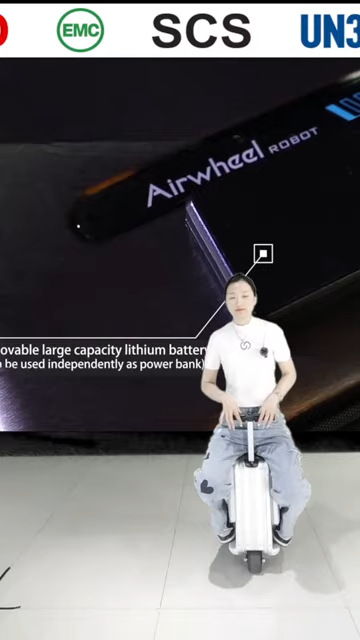 EMC
SCS
UN3
Airwheel ROBOT
ovable large capacity lithium battery
be used independently as power bank)